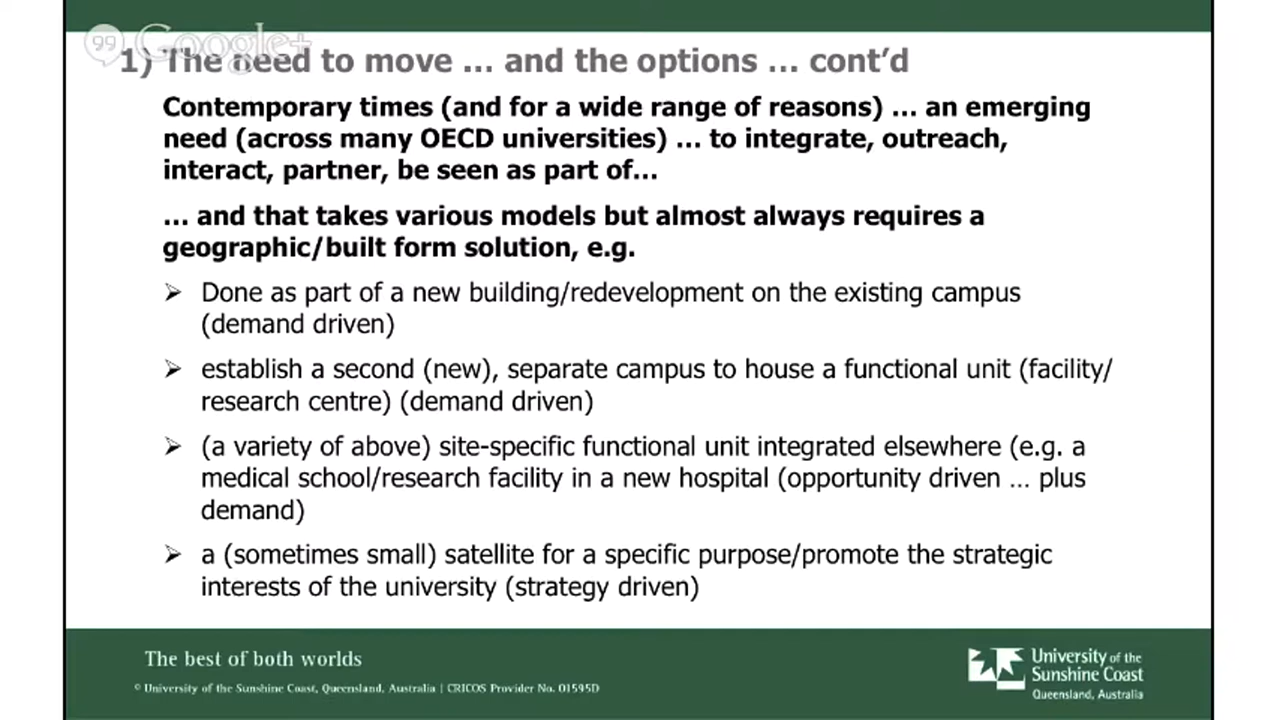 Google+
1) The need to move … and the options … cont’d
Contemporary times (and for a wide range of reasons) … an emerging
need (across many OECD universities) … to integrate, outreach,
interact, partner, be seen as part of…
… and that takes various models but almost always requires a
geographic/built form solution, e.g.
➢ Done as part of a new building/redevelopment on the existing campus
(demand driven)
➢ establish a second (new), separate campus to house a functional unit (facility/
research centre) (demand driven)
➢ (a variety of above) site-specific functional unit integrated elsewhere (e.g. a
medical school/research facility in a new hospital (opportunity driven … plus
demand)
➢ a (sometimes small) satellite for a specific purpose/promote the strategic
interests of the university (strategy driven)
The best of both worlds
© University of the Sunshine Coast, Queensland, Australia | CRICOS Provider No. 01595D
University of the
Sunshine Coast
Queensland, Australia